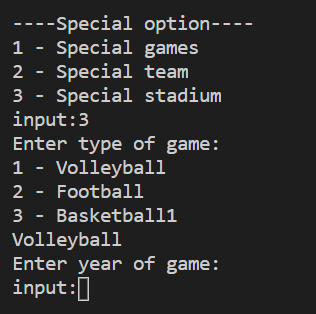 ----Special option----
1 - Special games
2 - Special team
3 - Special stadium
input:3
Enter type of game:
1 - Volleyball
2 - Football
3 - Basketball1
Volleyball
Enter year of game:
input: